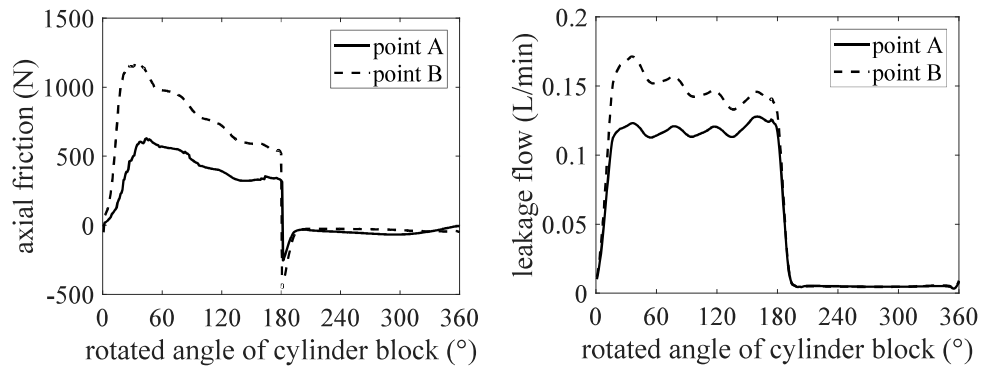 1500
1000
500
0
-500
axial friction (N)
point A
point B
0 60 120 180 240 300 360
rotated angle of cylinder block (°)
0.2
0.15
0.1
0.05
0
leakage flow (L/min)
point A
point B
0 60 120 180 240 300 360
rotated angle of cylinder block (°)